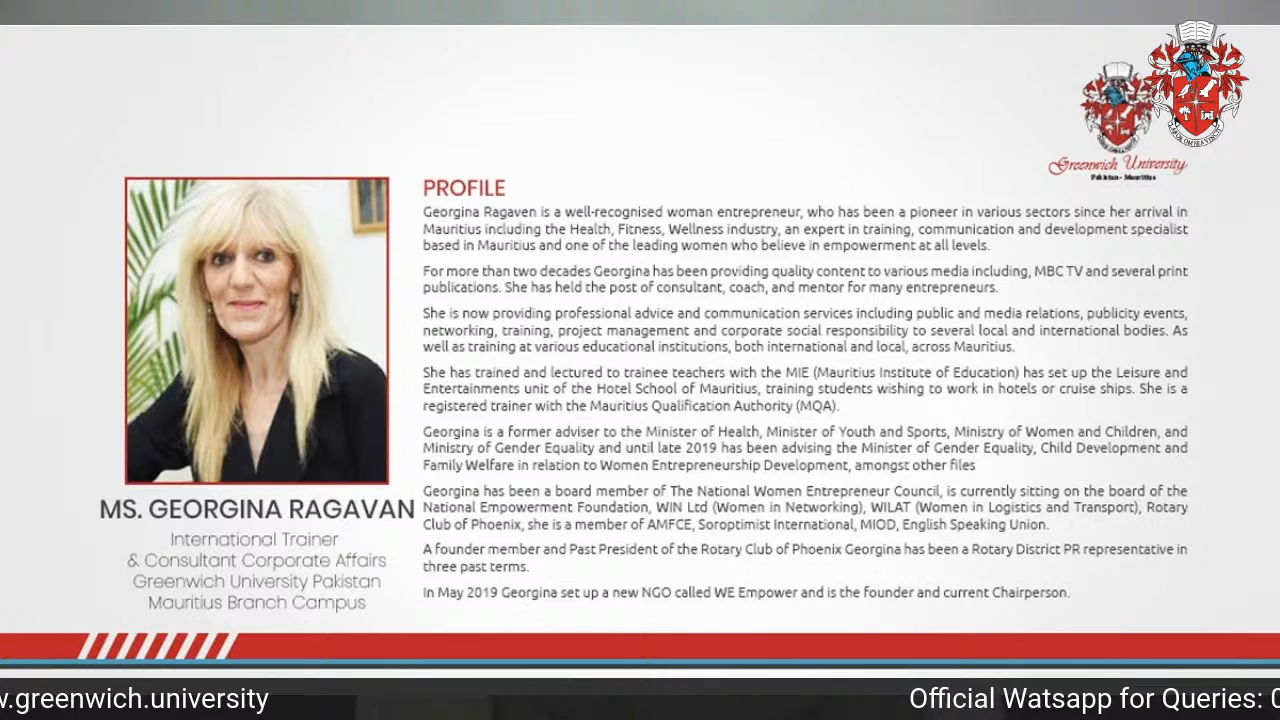 Greenwich University
Pakistan - Mauritius
PROFILE
Georgina Ragaven is a well-recognised woman entrepreneur, who has been a pioneer in various sectors since her arrival in
Mauritius including the Health, Fitness, Wellness industry, an expert in training, communication and development specialist
based in Mauritius and one of the leading women who believe in empowerment at all levels.
For more than two decades Georgina has been providing quality content to various media including, MBC TV and several print
publications. She has held the post of consultant, coach, and mentor for many entrepreneurs.
She is now providing professional advice and communication services including public and media relations, publicity events,
networking, training, project management and corporate social responsibility to several local and international bodies. As
well as training at various educational institutions, both international and local, across Mauritius.
She has trained and lectured to trainee teachers with the MIE (Mauritius Institute of Education) has set up the Leisure and
Entertainments unit of the Hotel School of Mauritius, training students wishing to work in hotels or cruise ships. She is a
registered trainer with the Mauritius Qualification Authority (MQA).
Georgina is a former adviser to the Minister of Health, Minister of Youth and Sports, Ministry of Women and Children, and
Ministry of Gender Equality and until late 2019 has been advising the Minister of Gender Equality, Child Development and
Family Welfare in relation to Women Entrepreneurship Development, amongst other files
Georgina has been a board member of The National Women Entrepreneur Council, is currently sitting on the board of the
National Empowerment Foundation, WIN Ltd (Women in Networking), WILAT (Women in Logistics and Transport), Rotary
Club of Phoenix, she is a member of AMFCE, Soroptimist International, MIOD, English Speaking Union.
A founder member and Past President of the Rotary Club of Phoenix Georgina has been a Rotary District PR representative in
three past terms.
In May 2019 Georgina set up a new NGO called WE Empower and is the founder and current Chairperson.
MS. GEORGINA RAGAVAN
International Trainer
& Consultant Corporate Affairs
Greenwich University Pakistan
Mauritius Branch Campus
w.greenwich.university
Official Watsapp for Queries: 0